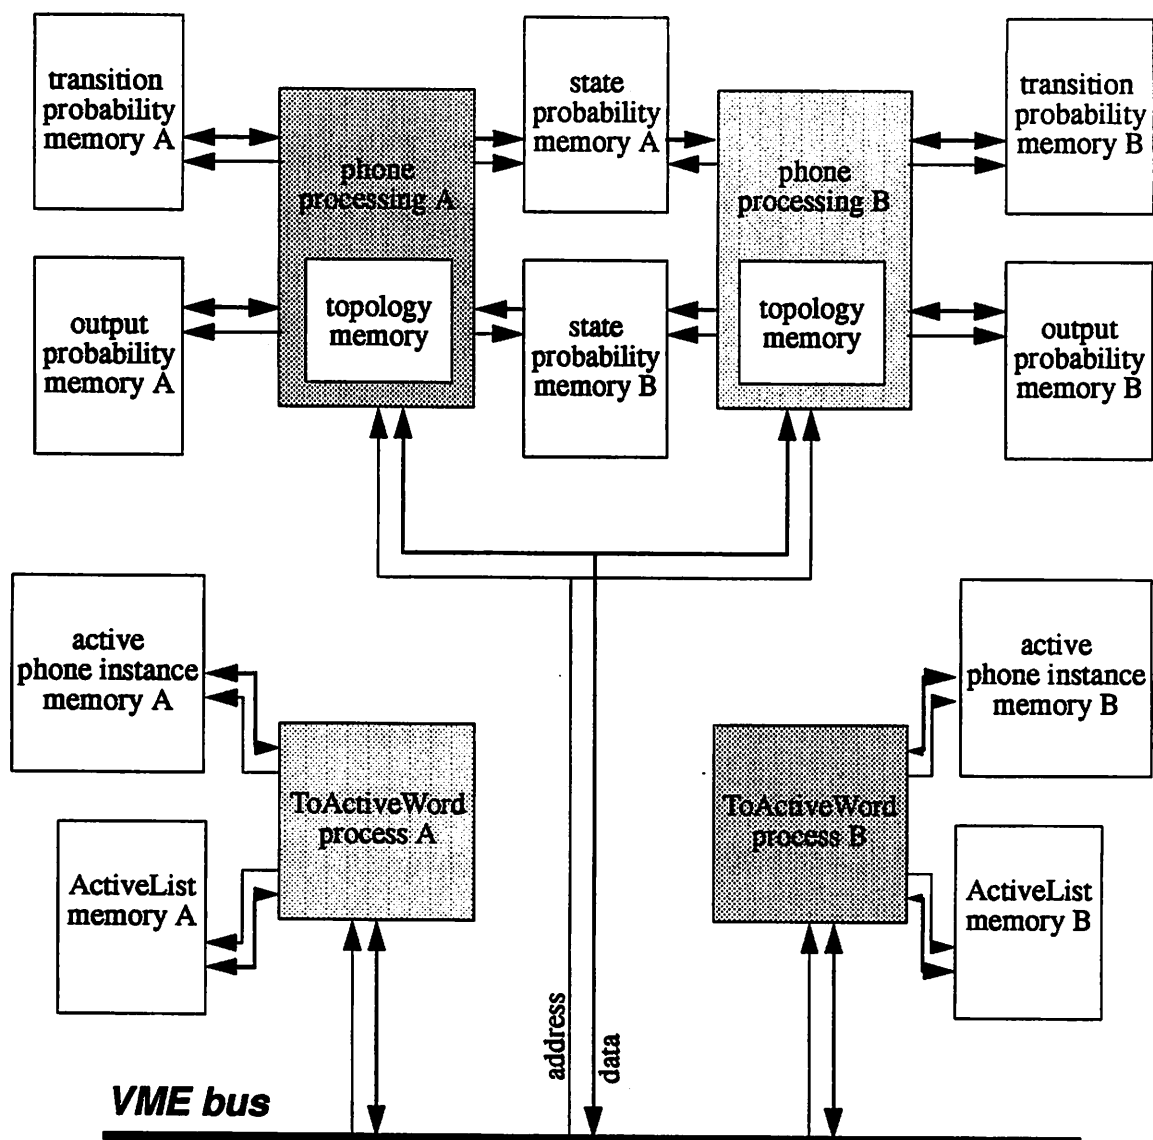 transition
probability
memory A
phone
processing A
topology
memory
state
probability
memory A
phone
processing B
topology
memory
transition
probability
memory B
output
probability
memory A
state
probability
memory B
output
probability
memory B
active
phone instance
memory A
active
phone instance
memory B
ToActiveWord
process A
ToActiveWord
process B
ActiveList
memory A
ActiveList
memory B
address
data
VME bus